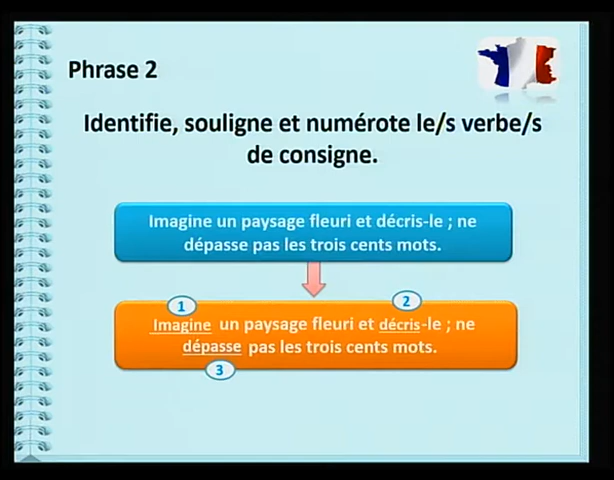 Phrase 2
Identifie, souligne et numérote le/s verbe/s
de consigne.
Imagine un paysage fleuri et décris-le ; ne
dépasse pas les trois cents mots.
1
2
Imagine un paysage fleuri et décris-le ; ne
dépasse pas les trois cents mots.
3